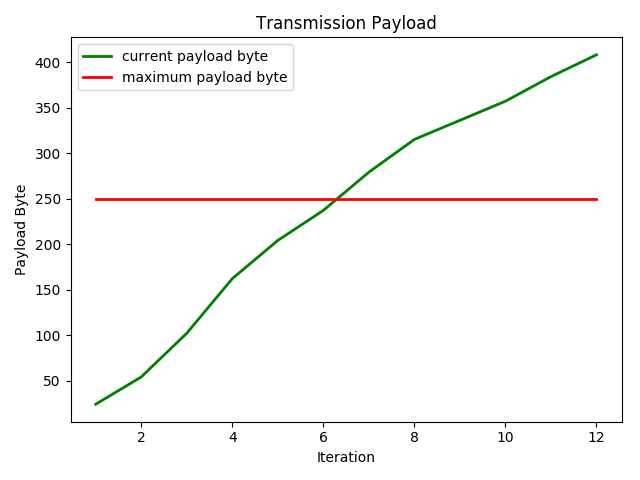 Transmission Payload
current payload byte
maximum payload byte
Payload Byte
400
350
300
250
200
150
100
50
2 4 6 8 10 12
Iteration